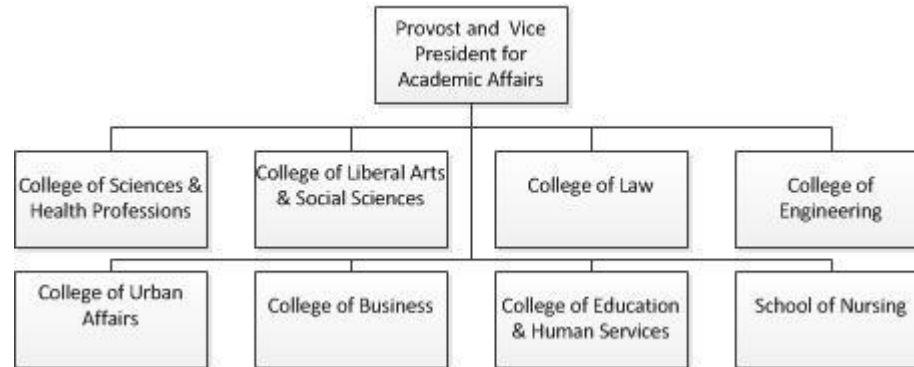 Provost and Vice
President for
Academic Affairs
College of Sciences &
Health Professions
College of Liberal Arts
& Social Sciences
College of Law
College of
Engineering
College of Urban
Affairs
College of Business
College of Education
& Human Services
School of Nursing